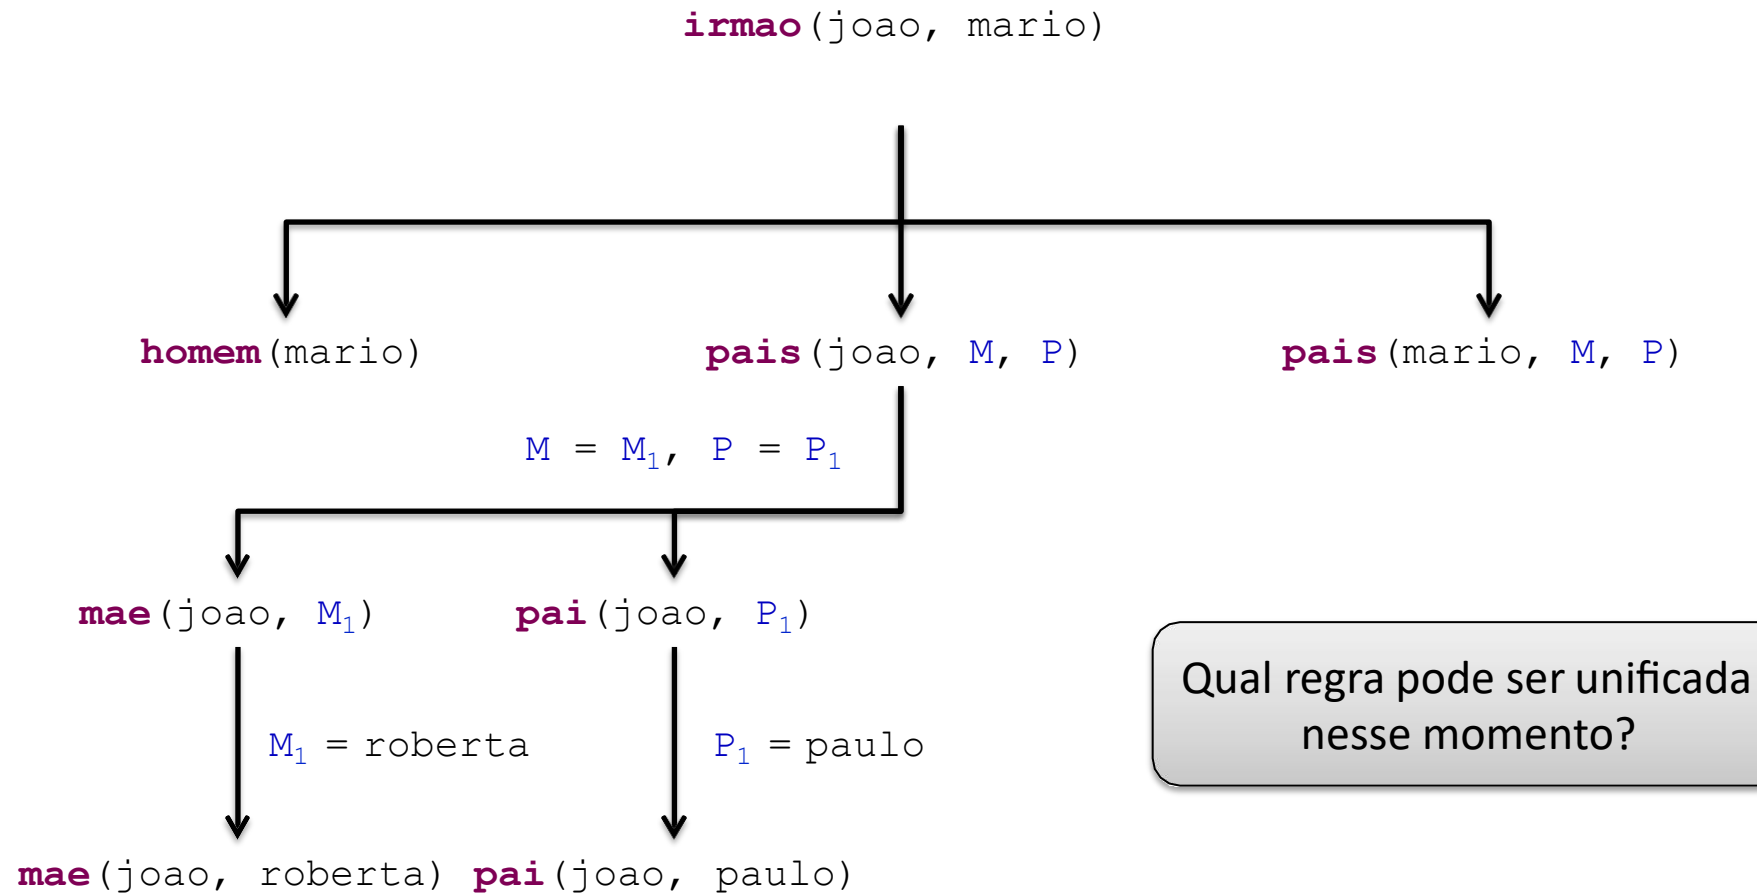 irmao(joao, mario)
homem(mario)
pais(joao, M, P)
pais(mario, M, P)
M = M₁, P = P₁
mae(joao, M₁)
pai(joao, P₁)
Qual regra pode ser unificada
nesse momento?
M₁ = roberta
P₁ = paulo
mae(joao, roberta)
pai(joao, paulo)